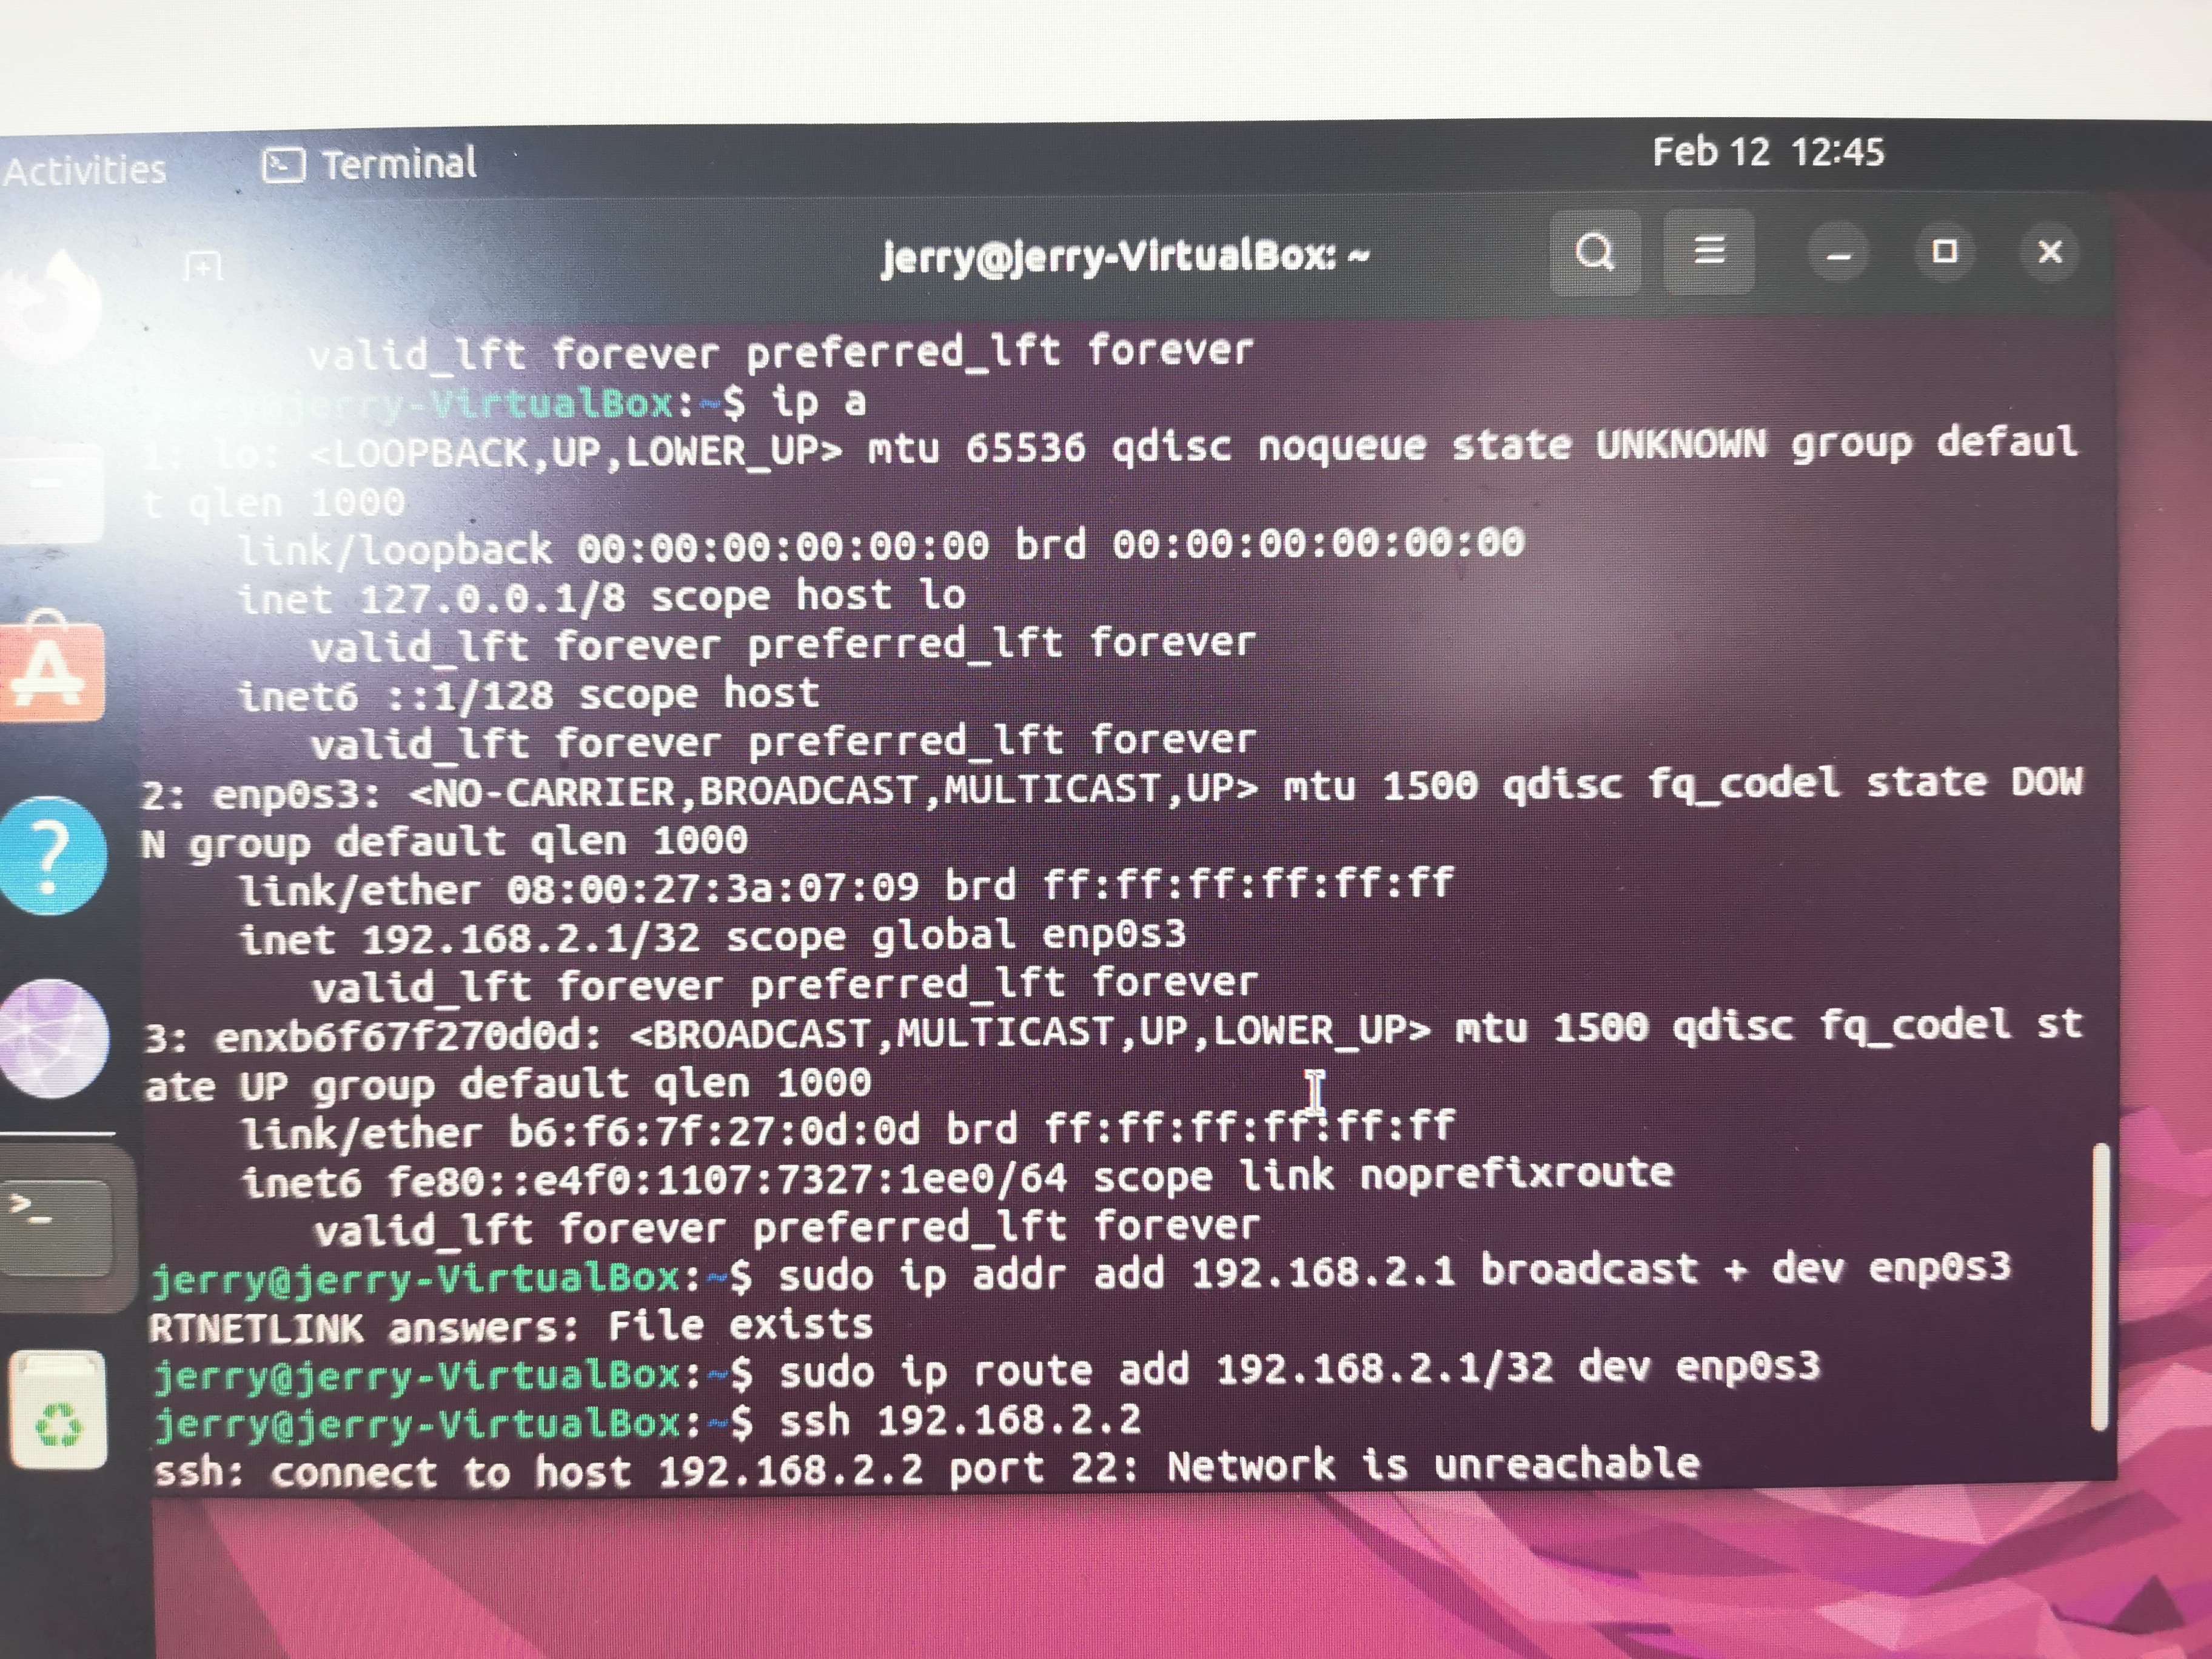 Activities
Terminal
Feb 12 12:45
jerry@jerry-VirtualBox: ~
valid_lft forever preferred_lft forever
jerry-VirtualBox:~$ ip a
1: lo: <LOOPBACK,UP,LOWER_UP> mtu 65536 qdisc noqueue state UNKNOWN group defaul
t qlen 1000
link/loopback 00:00:00:00:00:00 brd 00:00:00:00:00:00
inet 127.0.0.1/8 scope host lo
valid_lft forever preferred_lft forever
inet6 ::1/128 scope host
valid_lft forever preferred_lft forever
2: enp0s3: <NO-CARRIER,BROADCAST,MULTICAST,UP> mtu 1500 qdisc fq_codel state DOW
N group default qlen 1000
link/ether 08:00:27:3a:07:09 brd ff:ff:ff:ff:ff:ff
inet 192.168.2.1/32 scope global enp0s3
valid_lft forever preferred_lft forever
3: enxb6f67f270d0d: <BROADCAST,MULTICAST,UP,LOWER_UP> mtu 1500 qdisc fq_codel st
ate UP group default qlen 1000
link/ether b6:f6:7f:27:0d:0d brd ff:ff:ff:ff:ff:ff
inet6 fe80::e4f0:1107:7327:1ee0/64 scope link noprefixroute
valid_lft forever preferred_lft forever
jerry@jerry-VirtualBox:~$ sudo ip addr add 192.168.2.1 broadcast + dev enp0s3
RTNETLINK answers: File exists
jerry@jerry-VirtualBox:~$ sudo ip route add 192.168.2.1/32 dev enp0s3
jerry@jerry-VirtualBox:~$ ssh 192.168.2.2
ssh: connect to host 192.168.2.2 port 22: Network is unreachable